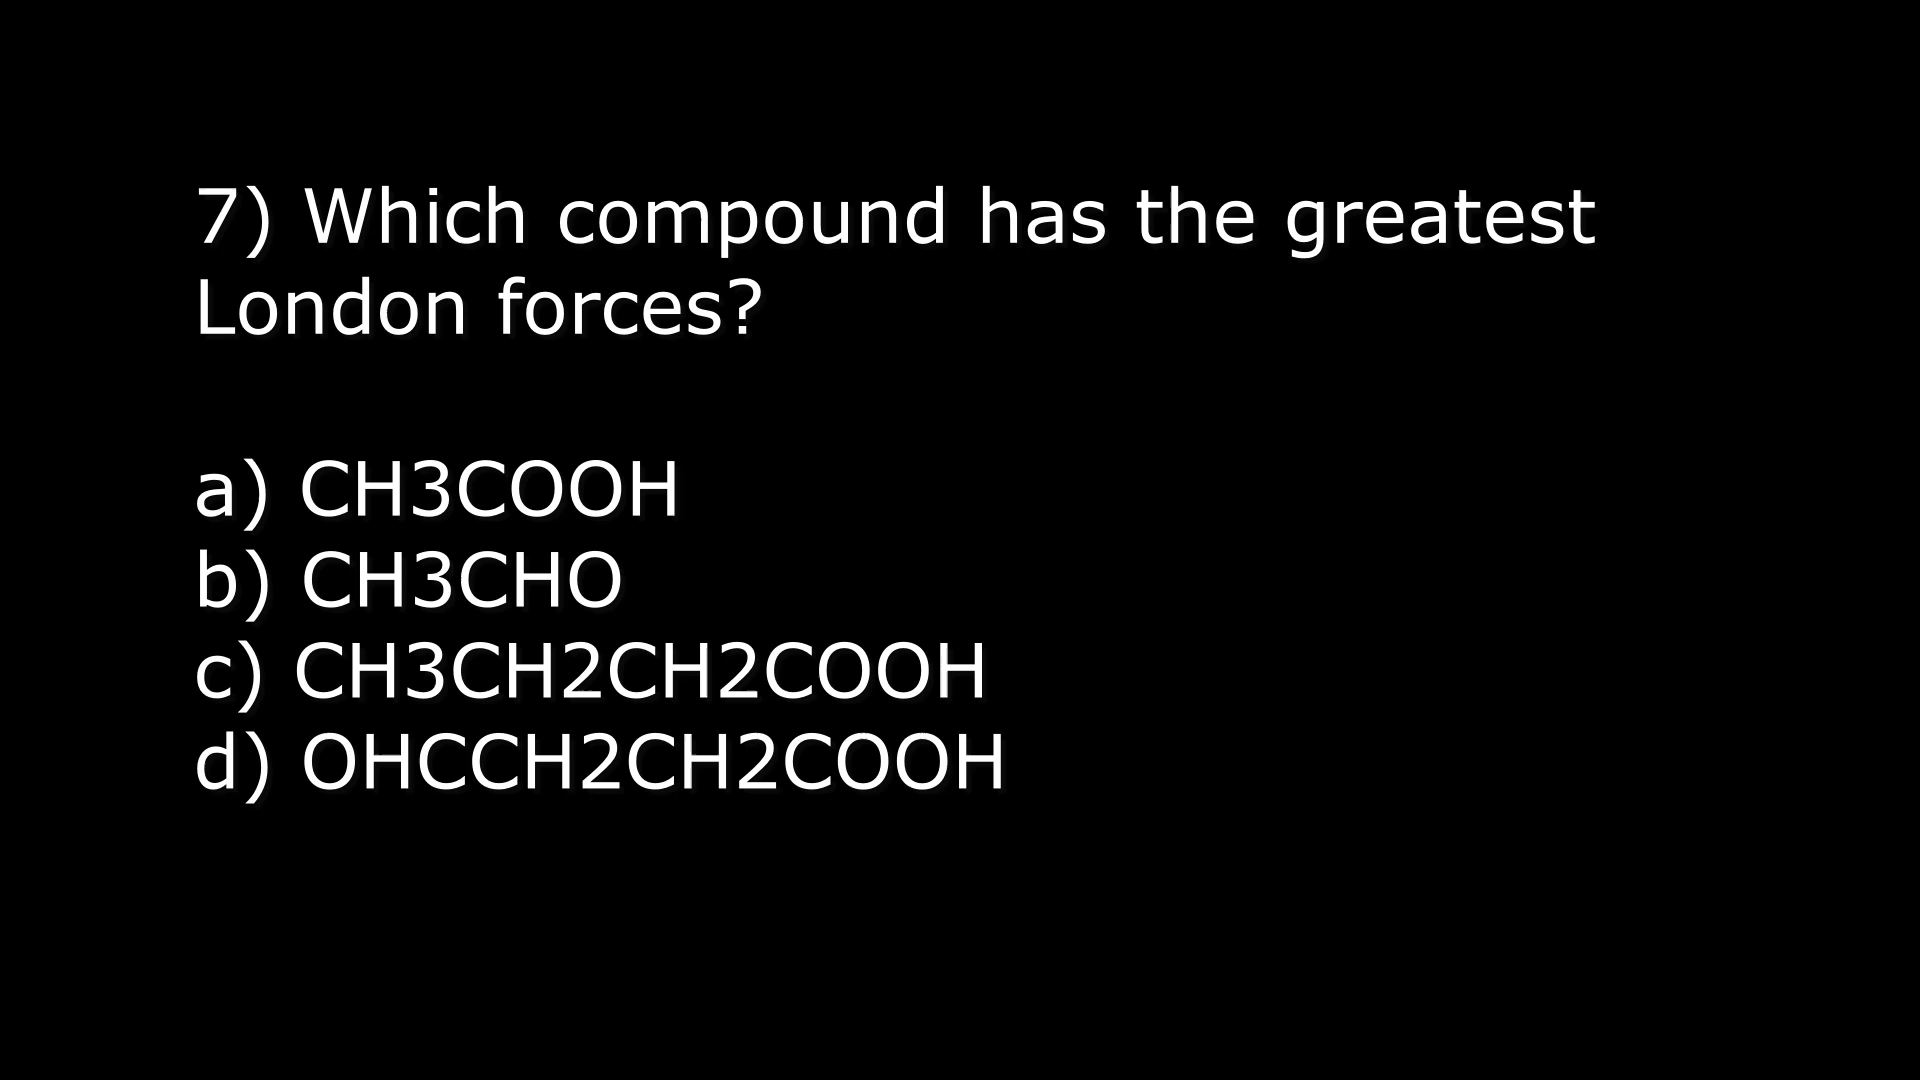 7) Which compound has the greatest
London forces?
a) CH3COOH
b) CH3CHO
c) CH3CH2CH2COOH
d) OHCCH2CH2COOH